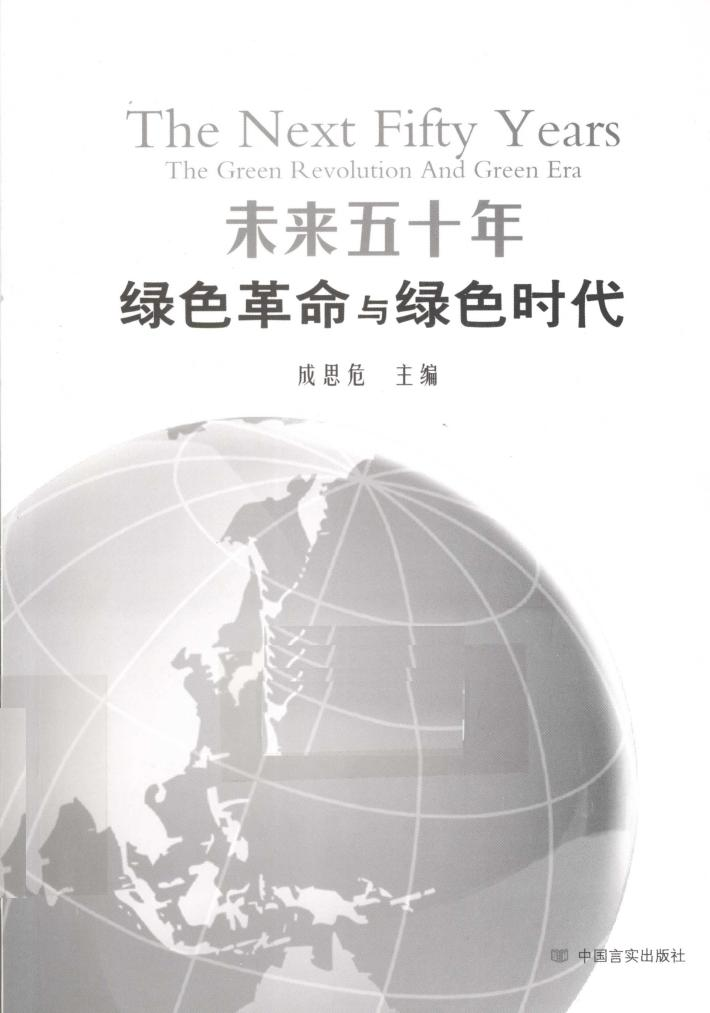 The Next Fifty Years
The Green Revolution And Green Era
未来五十年
绿色革命与绿色时代
成思危 主编
中国言实出版社